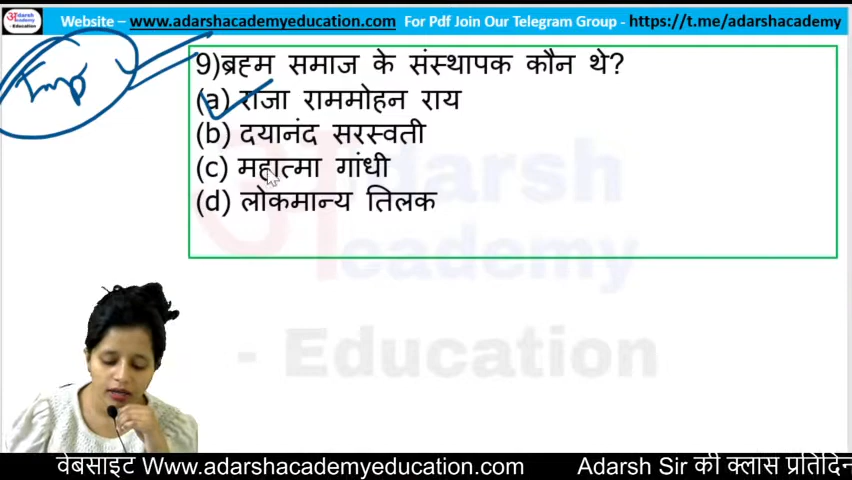 Website – www.adarshacademyeducation.com For Pdf Join Our Telegram Group - https://t.me/adarshacademy
Imp
9)ब्रह्म समाज के संस्थापक कौन थे?
(a) राजा राममोहन राय
(b) दयानंद सरस्वती
(c) महात्मा गांधी
(d) लोकमान्य तिलक
अ adarsh
academy
- Education
वेबसाइट Www.adarshacademyeducation.com Adarsh Sir की क्लास प्रतिदिन